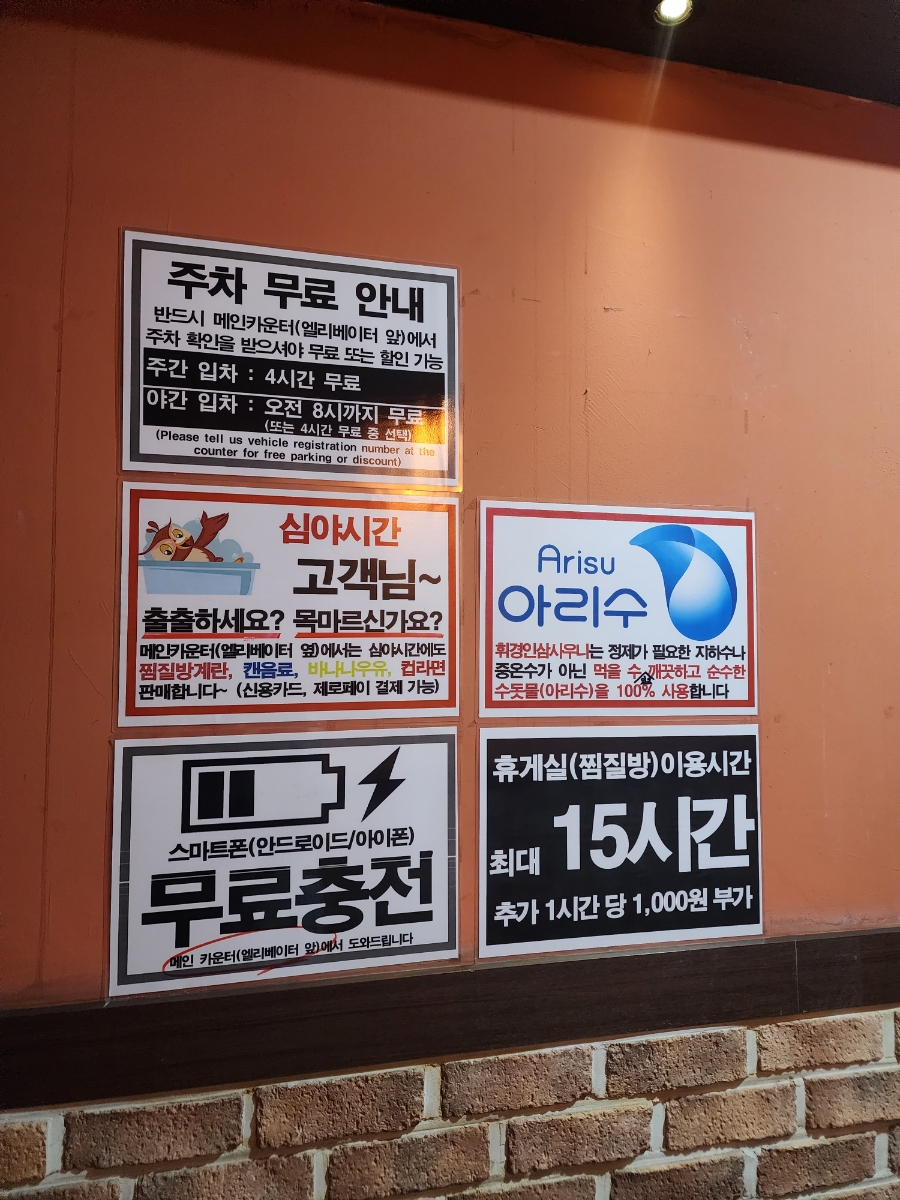 주차 무료 안내
반드시 메인카운터(엘리베이터 앞)에서
주차 확인을 받으셔야 무료 또는 할인 가능
주간 입차 : 4시간 무료
야간 입차 : 오전 8시까지 무료
(또는 4시간 무료 중 선택)
(Please tell us vehicle registration number at the
counter for free parking or discount)
심야시간
고객님~
출출하세요? 목마르신가요?
메인카운터(엘리베이터 옆)에서는 심야시간에도
찜질방계란, 캔음료, 바나나우유, 컵라면
판매합니다~ (신용카드, 제로페이 결제 가능)
Arisu
아리수
휘경인삼사우나는 정제가 필요한 지하수나
중온수가 아닌 먹을 수 있는 깨끗하고 순수한
수돗물(아리수)을 100% 사용합니다
스마트폰(안드로이드/아이폰)
무료충전
메인 카운터(엘리베이터 앞)에서 도와드립니다
휴게실(찜질방)이용시간
최대 15시간
추가 1시간 당 1,000원 부가